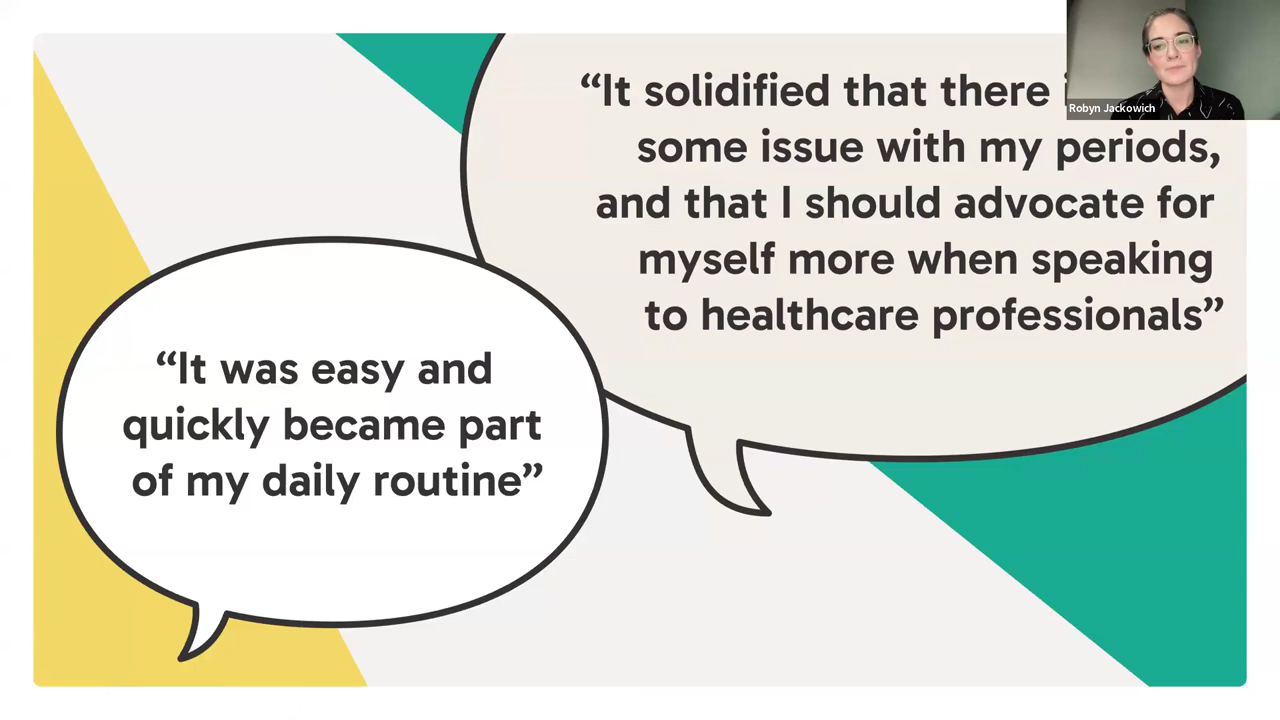 “It solidified that there
some issue with my periods,
and that I should advocate for
myself more when speaking
to healthcare professionals”
Robyn Jackowich
“It was easy and
quickly became part
of my daily routine”